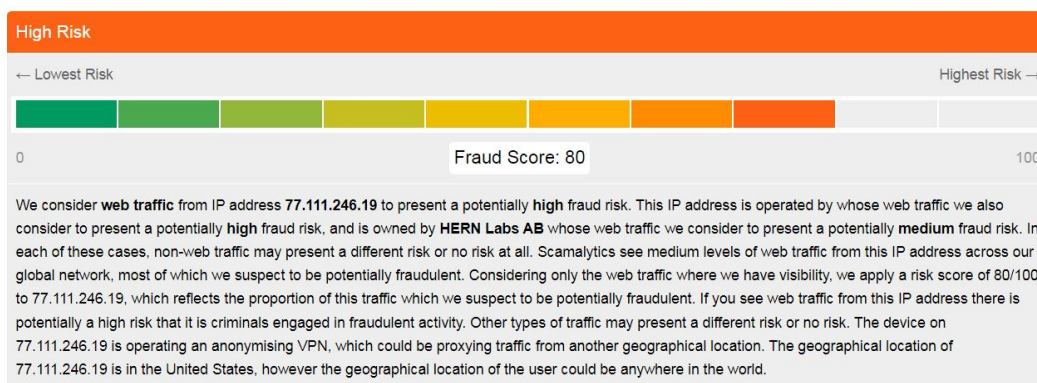 High Risk
← Lowest Risk
Highest Risk →
0
Fraud Score: 80
100
We consider web traffic from IP address 77.111.246.19 to present a potentially high fraud risk. This IP address is operated by whose web traffic we also
consider to present a potentially high fraud risk, and is owned by HERN Labs AB whose web traffic we consider to present a potentially medium fraud risk. In
each of these cases, non-web traffic may present a different risk or no risk at all. Scamalytics see medium levels of web traffic from this IP address across our
global network, most of which we suspect to be potentially fraudulent. Considering only the web traffic where we have visibility, we apply a risk score of 80/100
to 77.111.246.19, which reflects the proportion of this traffic which we suspect to be potentially fraudulent. If you see web traffic from this IP address there is
potentially a high risk that it is criminals engaged in fraudulent activity. Other types of traffic may present a different risk or no risk. The device on
77.111.246.19 is operating an anonymising VPN, which could be proxying traffic from another geographical location. The geographical location of
77.111.246.19 is in the United States, however the geographical location of the user could be anywhere in the world.